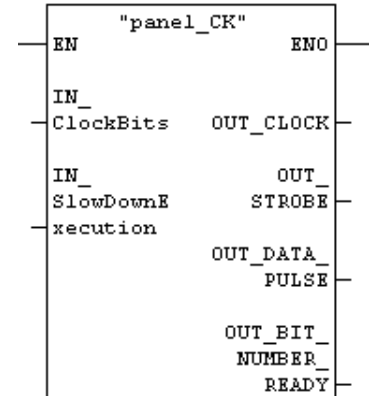 "panel_CK"
EN ENO
IN_
ClockBits OUT_CLOCK
IN_ OUT_
SlowDownE STROBE
xecution
OUT_DATA_
PULSE
OUT_BIT_
NUMBER_
READY